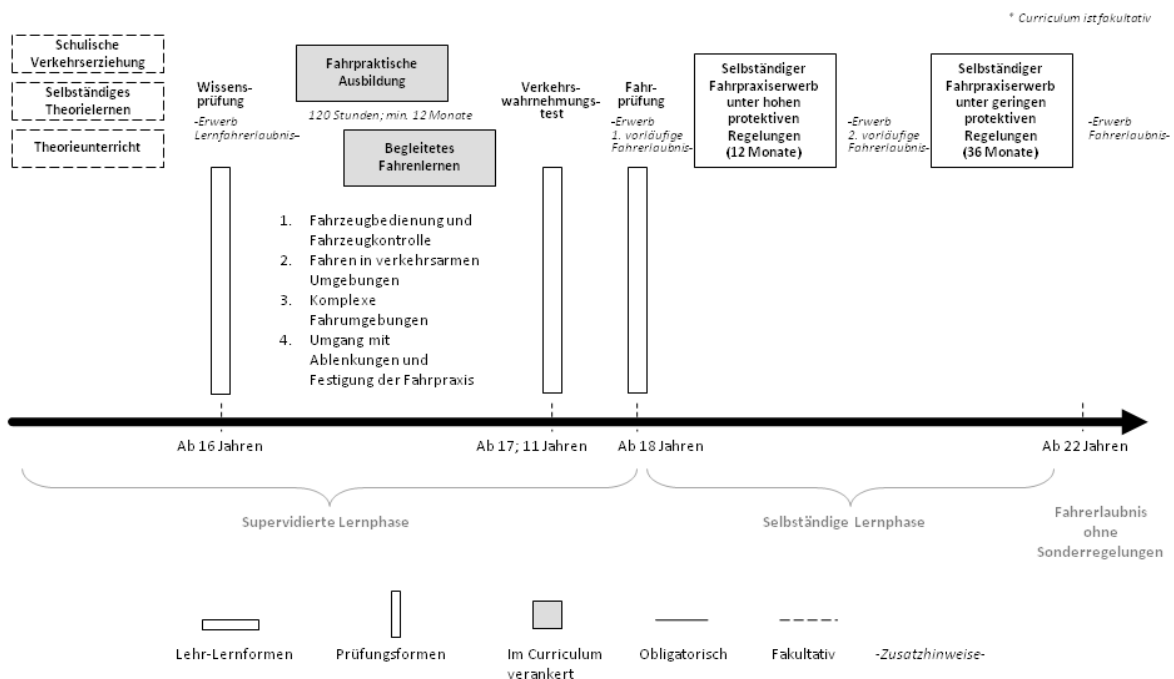 * Curriculum ist fakultativ
Schulische
Verkehrserziehung
Selbständiges
Theorielernen
Theorieunterricht
Wissens-
prüfung
-Erwerb
Lernfahrerlaubnis-
Fahrpraktische
Ausbildung
120 Stunden; min. 12 Monate
Begleitetes
Fahrenlernen
Verkehrs-
wahrnehmungs-
test
Fahr-
prüfung
-Erwerb
1. vorläufige
Fahrerlaubnis-
Selbständiger
Fahrpraxiserwerb
unter hohen
protektiven
Regelungen
(12 Monate)
-Erwerb
2. vorläufige
Fahrerlaubnis-
Selbständiger
Fahrpraxiserwerb
unter geringen
protektiven
Regelungen
(36 Monate)
-Erwerb
Fahrerlaubnis-
1. Fahrzeugbedienung und
Fahrzeugkontrolle
2. Fahren in verkehrsarmen
Umgebungen
3. Komplexe
Fahrumgebungen
4. Umgang mit
Ablenkungen und
Festigung der Fahrpraxis
Ab 16 Jahren
Ab 17; 11 Jahren
Ab 18 Jahren
Ab 22 Jahren
Supervidierte Lernphase
Selbständige Lernphase
Fahrerlaubnis
ohne
Sonderregelungen
Lehr-Lernformen
Prüfungsformen
Im Curriculum
verankert
Obligatorisch
Fakultativ
-Zusatzhinweise-